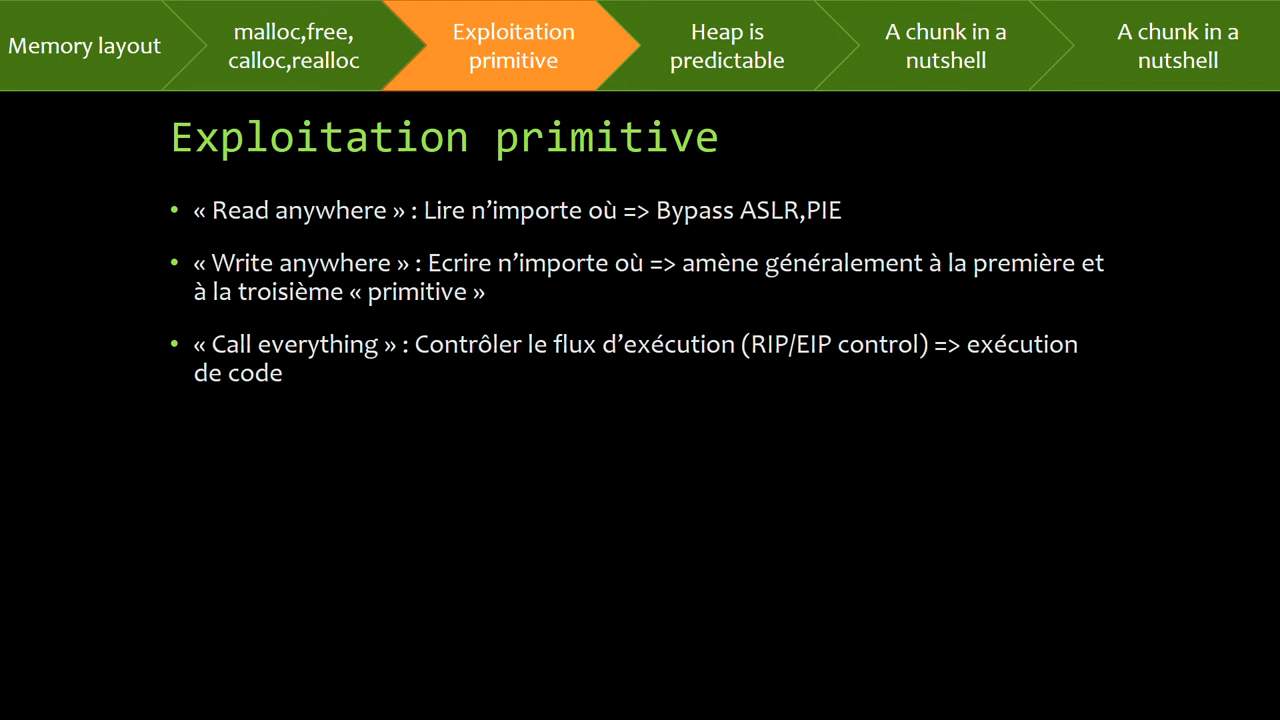 Memory layout
malloc,free,
calloc,realloc
Exploitation
primitive
Heap is
predictable
A chunk in a
nutshell
A chunk in a
nutshell
Exploitation primitive
• « Read anywhere » : Lire n’importe où => Bypass ASLR,PIE
• « Write anywhere » : Ecrire n’importe où => amène généralement à la première et
à la troisième « primitive »
• « Call everything » : Contrôler le flux d’exécution (RIP/EIP control) => exécution
de code